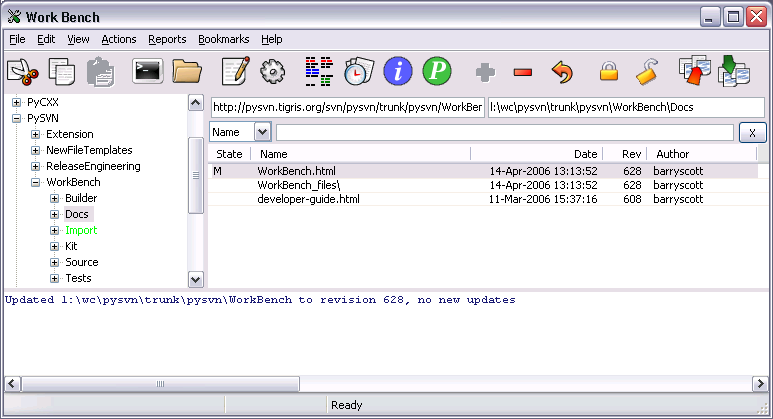 Work Bench
File Edit View Actions Reports Bookmarks Help
i P
PyCXX
PySVN
Extension
NewFileTemplates
ReleaseEngineering
WorkBench
Builder
Docs
Import
Kit
Source
Tests
http://pysvn.tigris.org/svn/pysvn/trunk/pysvn/WorkBer l:\wc\pysvn\trunk\pysvn\WorkBench\Docs
Name X
State Name Date Rev Author
M WorkBench.html 14-Apr-2006 13:13:52 628 barryscott
WorkBench_files\ 14-Apr-2006 13:13:52 628 barryscott
developer-guide.html 11-Mar-2006 15:37:16 608 barryscott
Updated l:\wc\pysvn\trunk\pysvn\WorkBench to revision 628, no new updates
Ready